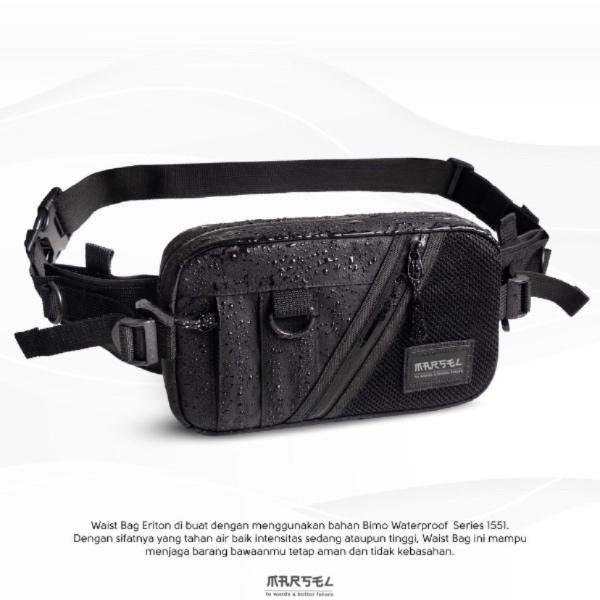 MARSEL
to wards a better future
Waist Bag Eriton di buat dengan menggunakan bahan Bimo Waterproof Series 1551.
Dengan sifatnya yang tahan air baik intensitas sedang ataupun tinggi, Waist Bag ini mampu
menjaga barang bawaanmu tetap aman dan tidak kebasahan.
MARSEL
to wards a better future